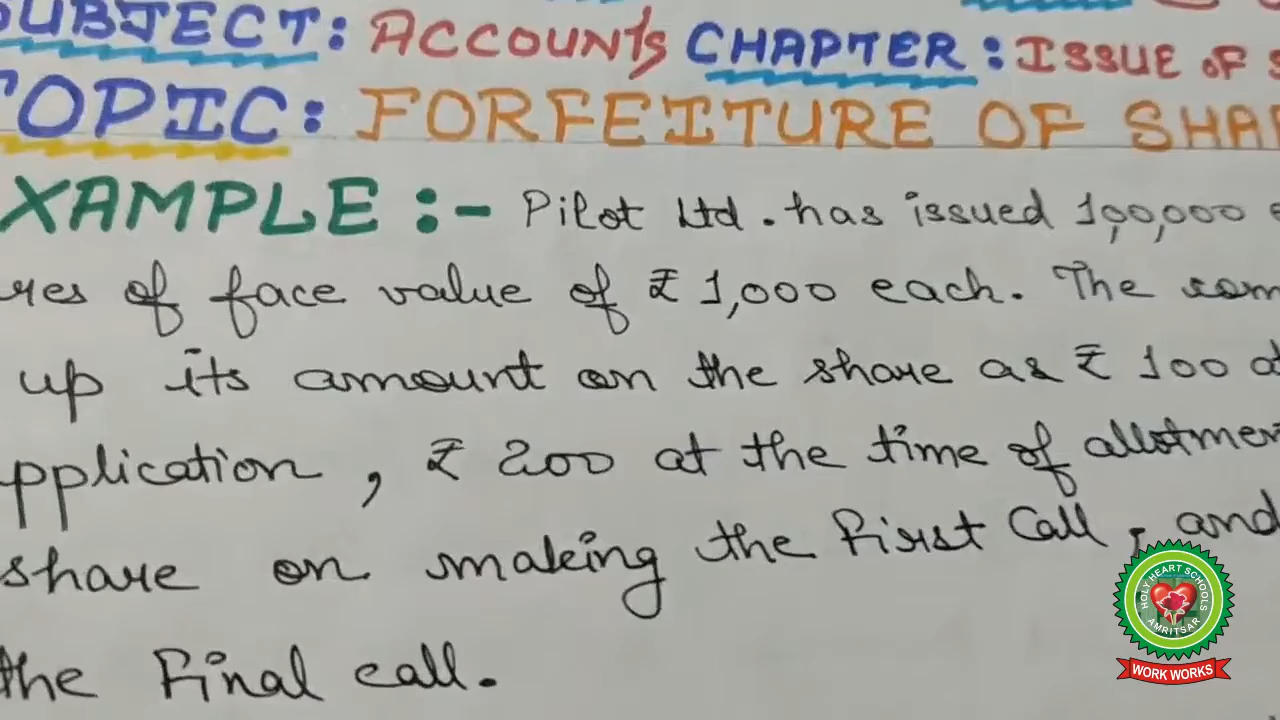 SUBJECT: ACCOUNTS CHAPTER: ISSUE OF S
TOPIC: FORFEITURE OF SHAR
XAMPLE :- Pilot Ltd. has issued 1,00,000 e
res of face value of ₹ 1,000 each. The com
up its amount on the share as ₹ 100 at
pplication, ₹ 200 at the time of allotmen
share on making the First Call, and
the Final call.
HOLY HEART SCHOOLS
AMRITSAR
WORK WORKS